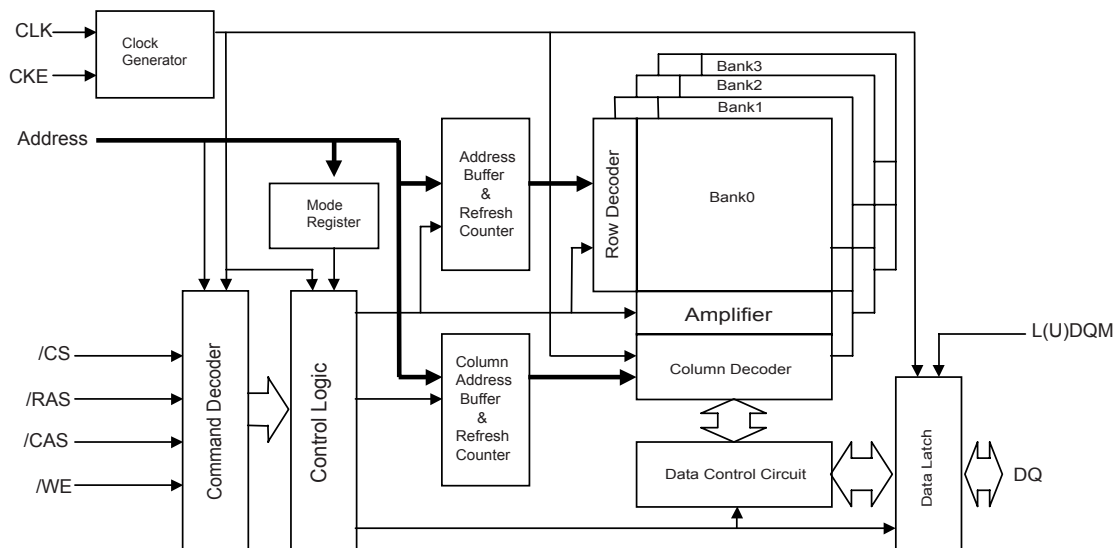 CLK
CKE
Clock
Generator
Bank3
Bank2
Bank1
Address
Address
Buffer
&
Refresh
Counter
Row Decoder
Bank0
Mode
Register
Amplifier
L(U)DQM
/CS
/RAS
/CAS
/WE
Command Decoder
Control Logic
Column
Address
Buffer
&
Refresh
Counter
Column Decoder
Data Control Circuit
Data Latch
DQ